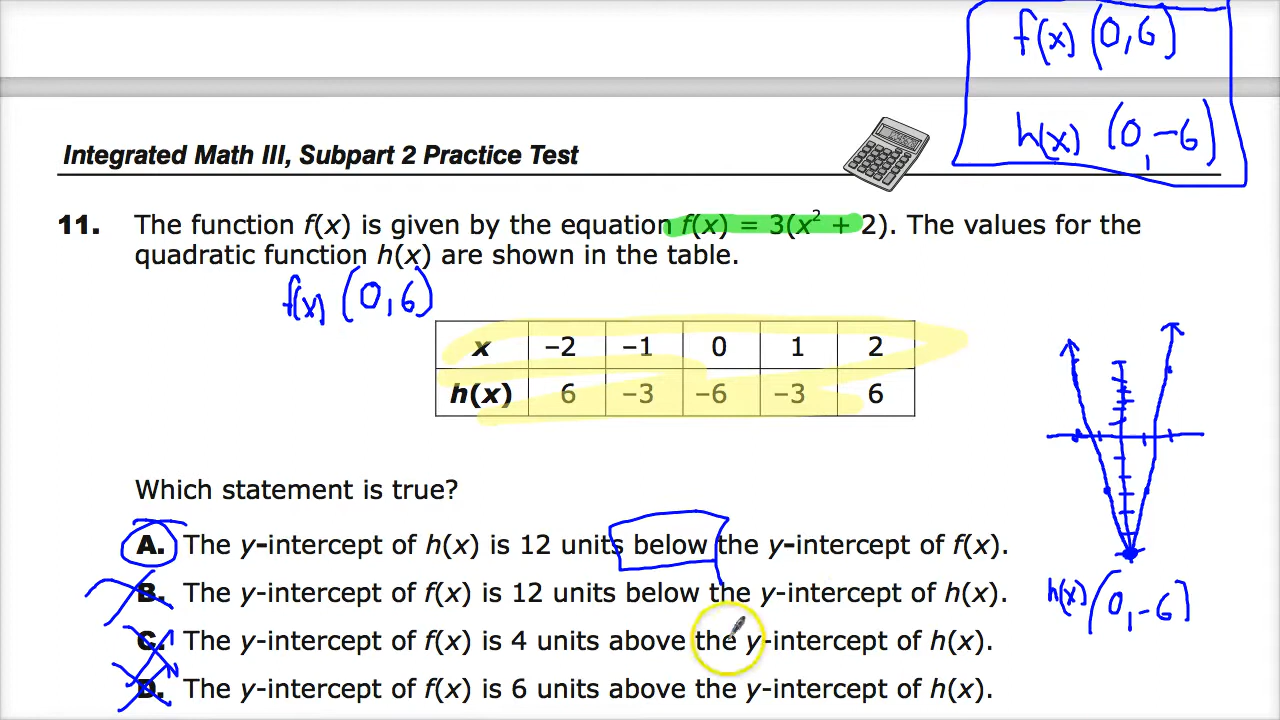 f(x) (0,6)
h(x) (0,-6)
Integrated Math III, Subpart 2 Practice Test
11. The function f(x) is given by the equation f(x) = 3(x² + 2). The values for the
quadratic function h(x) are shown in the table.
f(x) (0,6)
x –2 –1 0 1 2
h(x) 6 –3 –6 –3 6
Which statement is true?
A. The y-intercept of h(x) is 12 units below the y-intercept of f(x).
B. The y-intercept of f(x) is 12 units below the y-intercept of h(x).
h(x) (0,-6)
C. The y-intercept of f(x) is 4 units above the y-intercept of h(x).
D. The y-intercept of f(x) is 6 units above the y-intercept of h(x).